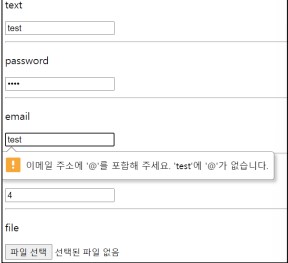 text
test
password
••••
email
test
! 이메일 주소에 '@'를 포함해 주세요. 'test'에 '@'가 없습니다.
4
file
파일 선택 선택된 파일 없음